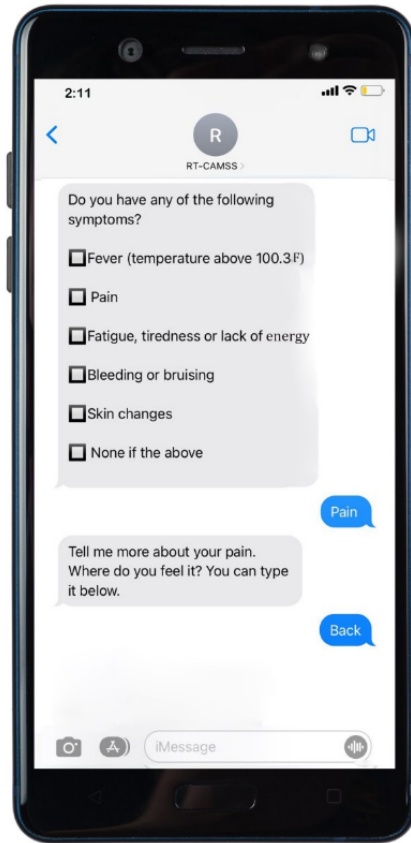 2:11
R
RT-CAMSS
Do you have any of the following
symptoms?
Fever (temperature above 100.3F)
Pain
Fatigue, tiredness or lack of energy
Bleeding or bruising
Skin changes
None if the above
Pain
Tell me more about your pain.
Where do you feel it? You can type
it below.
Back
iMessage